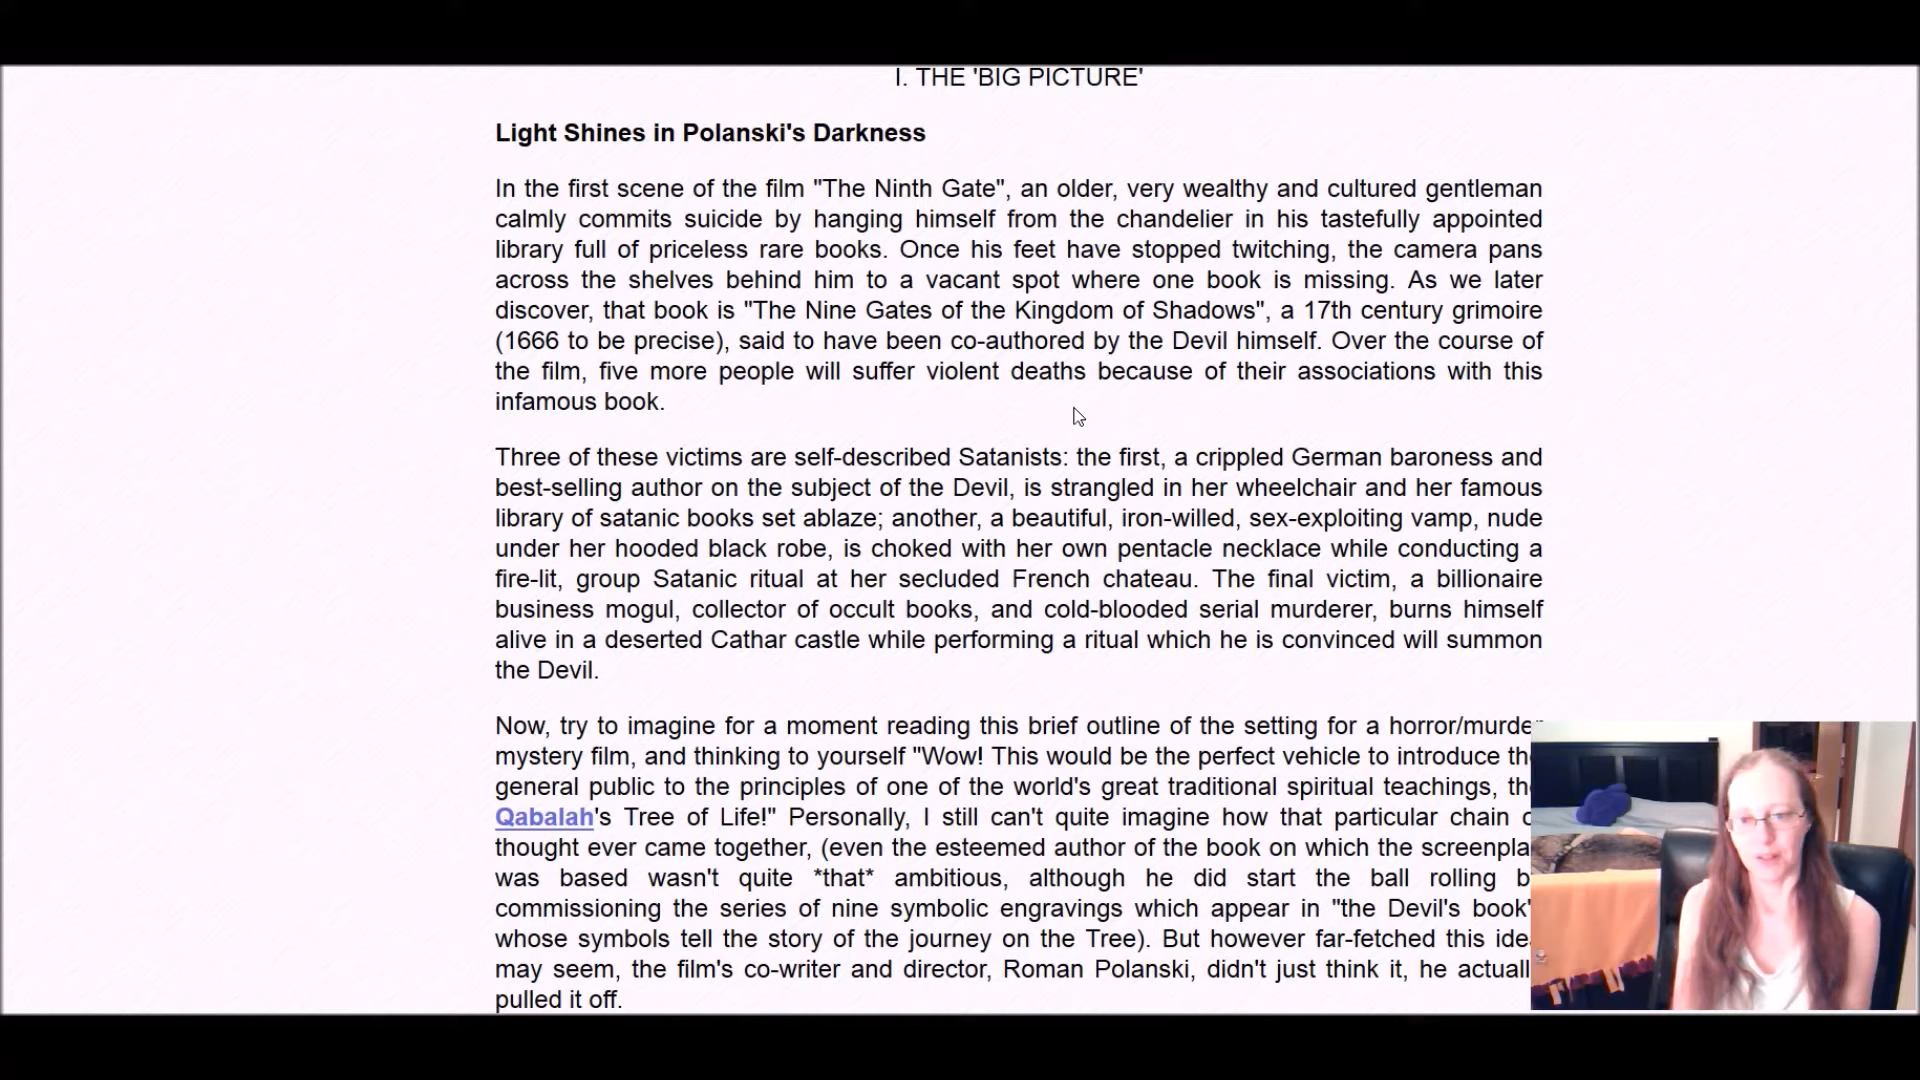 I. THE 'BIG PICTURE'
Light Shines in Polanski's Darkness
In the first scene of the film "The Ninth Gate", an older, very wealthy and cultured gentleman
calmly commits suicide by hanging himself from the chandelier in his tastefully appointed
library full of priceless rare books. Once his feet have stopped twitching, the camera pans
across the shelves behind him to a vacant spot where one book is missing. As we later
discover, that book is "The Nine Gates of the Kingdom of Shadows", a 17th century grimoire
(1666 to be precise), said to have been co-authored by the Devil himself. Over the course of
the film, five more people will suffer violent deaths because of their associations with this
infamous book.
Three of these victims are self-described Satanists: the first, a crippled German baroness and
best-selling author on the subject of the Devil, is strangled in her wheelchair and her famous
library of satanic books set ablaze; another, a beautiful, iron-willed, sex-exploiting vamp, nude
under her hooded black robe, is choked with her own pentacle necklace while conducting a
fire-lit, group Satanic ritual at her secluded French chateau. The final victim, a billionaire
business mogul, collector of occult books, and cold-blooded serial murderer, burns himself
alive in a deserted Cathar castle while performing a ritual which he is convinced will summon
the Devil.
Now, try to imagine for a moment reading this brief outline of the setting for a horror/murde
mystery film, and thinking to yourself "Wow! This would be the perfect vehicle to introduce th
general public to the principles of one of the world's great traditional spiritual teachings, th
Qabalah's Tree of Life!" Personally, I still can't quite imagine how that particular chain
thought ever came together, (even the esteemed author of the book on which the screenpla
was based wasn't quite *that* ambitious, although he did start the ball rolling b
commissioning the series of nine symbolic engravings which appear in "the Devil's book"
whose symbols tell the story of the journey on the Tree). But however far-fetched this ide
may seem, the film's co-writer and director, Roman Polanski, didn't just think it, he actuall
pulled it off.